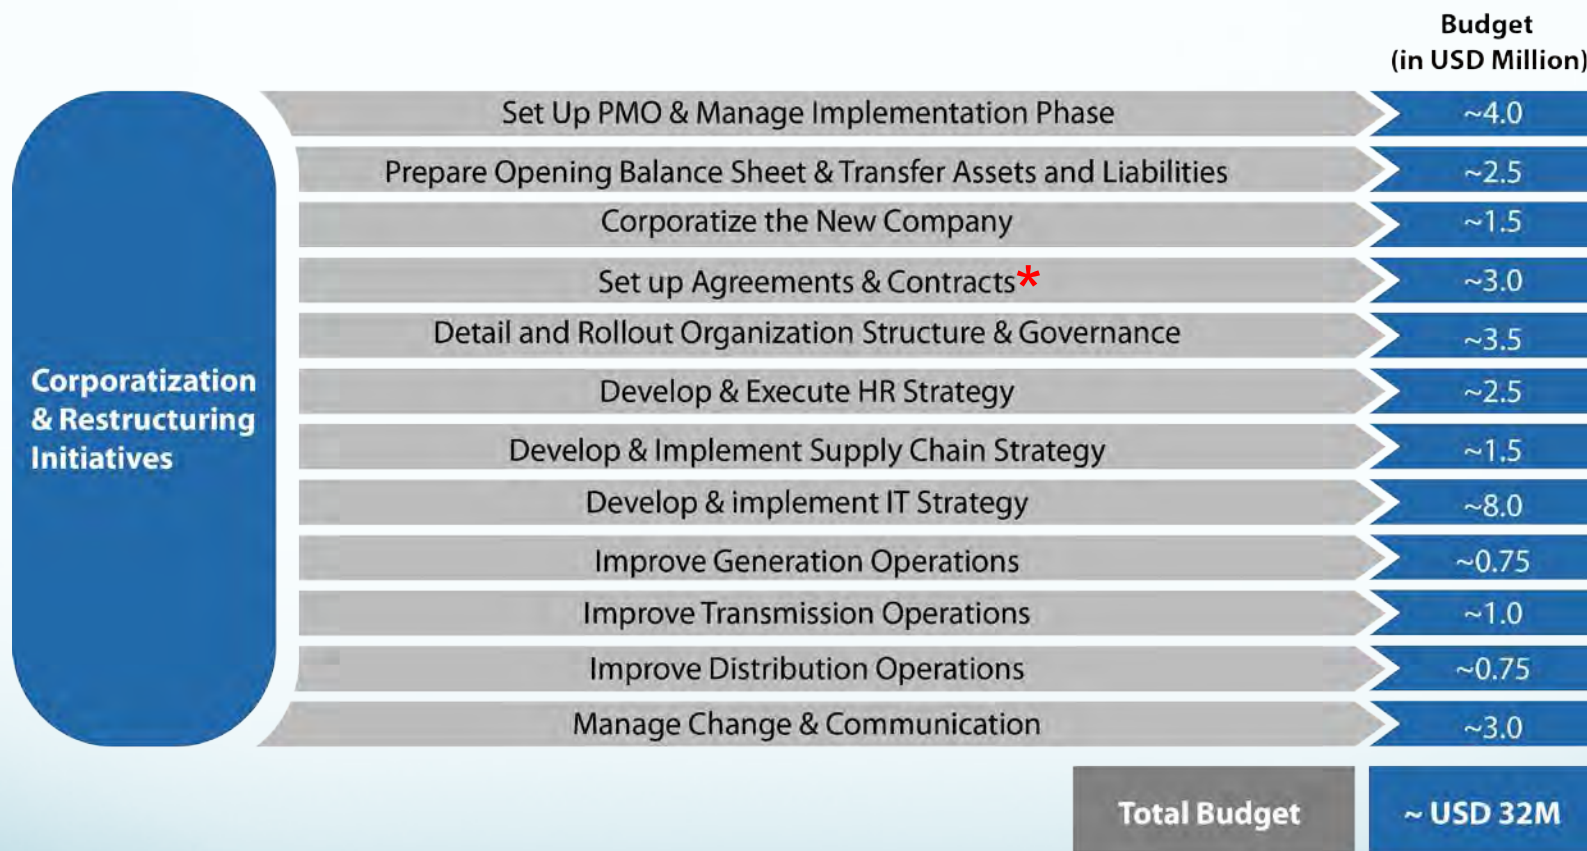 Budget
(in USD Million)
Set Up PMO & Manage Implementation Phase ~4.0
Prepare Opening Balance Sheet & Transfer Assets and Liabilities ~2.5
Corporatize the New Company ~1.5
Set up Agreements & Contracts* ~3.0
Detail and Rollout Organization Structure & Governance ~3.5
Corporatization
& Restructuring
Initiatives
Develop & Execute HR Strategy ~2.5
Develop & Implement Supply Chain Strategy ~1.5
Develop & implement IT Strategy ~8.0
Improve Generation Operations ~0.75
Improve Transmission Operations ~1.0
Improve Distribution Operations ~0.75
Manage Change & Communication ~3.0
Total Budget ~ USD 32M